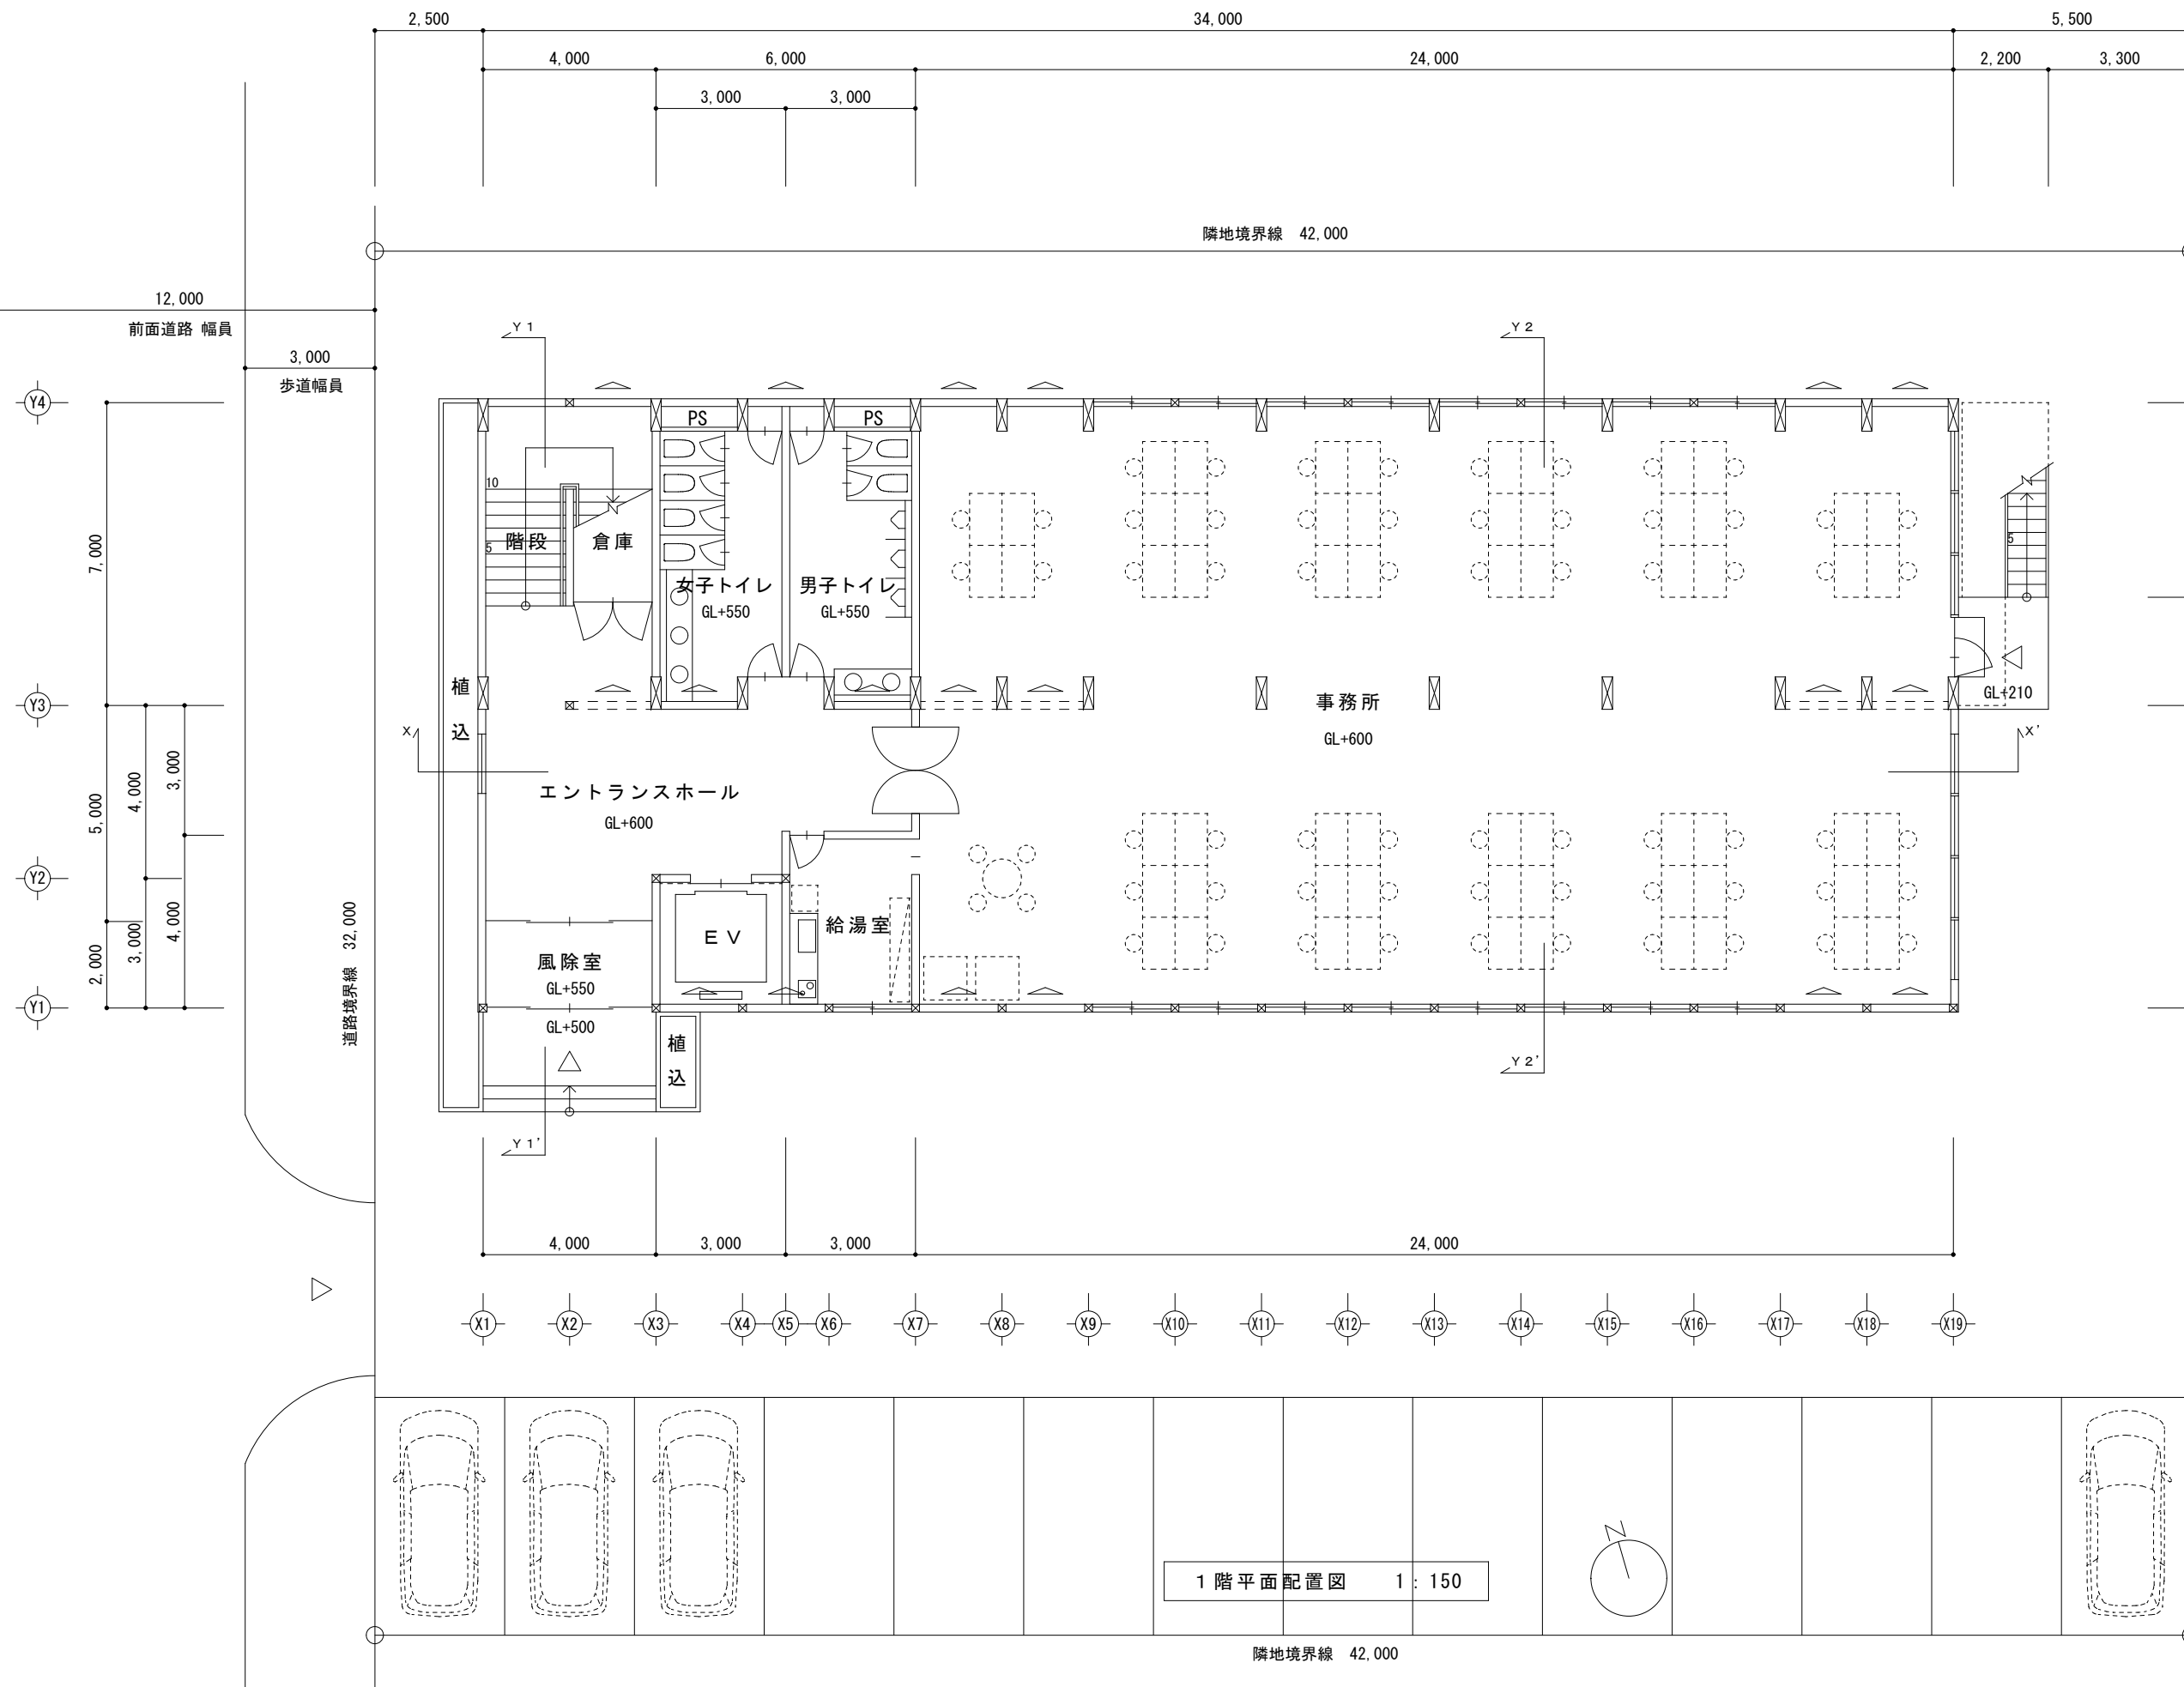 2,500
34,000
5,500
4,000
6,000
24,000
2,200
3,300
3,000
3,000
隣地境界線　42,000
12,000
前面道路 幅員
3,000
歩道幅員
Y1
Y2
Y4
PS
PS
10
5
階段
倉庫
7,000
女子トイレ
GL+550
男子トイレ
GL+550
5
植込
Y3
事務所
GL+600
GL+210
X
X'
3,000
4,000
5,000
エントランスホール
GL+600
Y2
給湯室
EV
4,000
3,000
2,000
風除室
GL+550
道路境界線　32,000
Y1
GL+500
植込
Y2'
Y1'
4,000
3,000
3,000
24,000
X1
X2
X3
X4
X5
X6
X7
X8
X9
X10
X11
X12
X13
X14
X15
X16
X17
X18
X19
N
1階平面配置図　1：150
隣地境界線　42,000